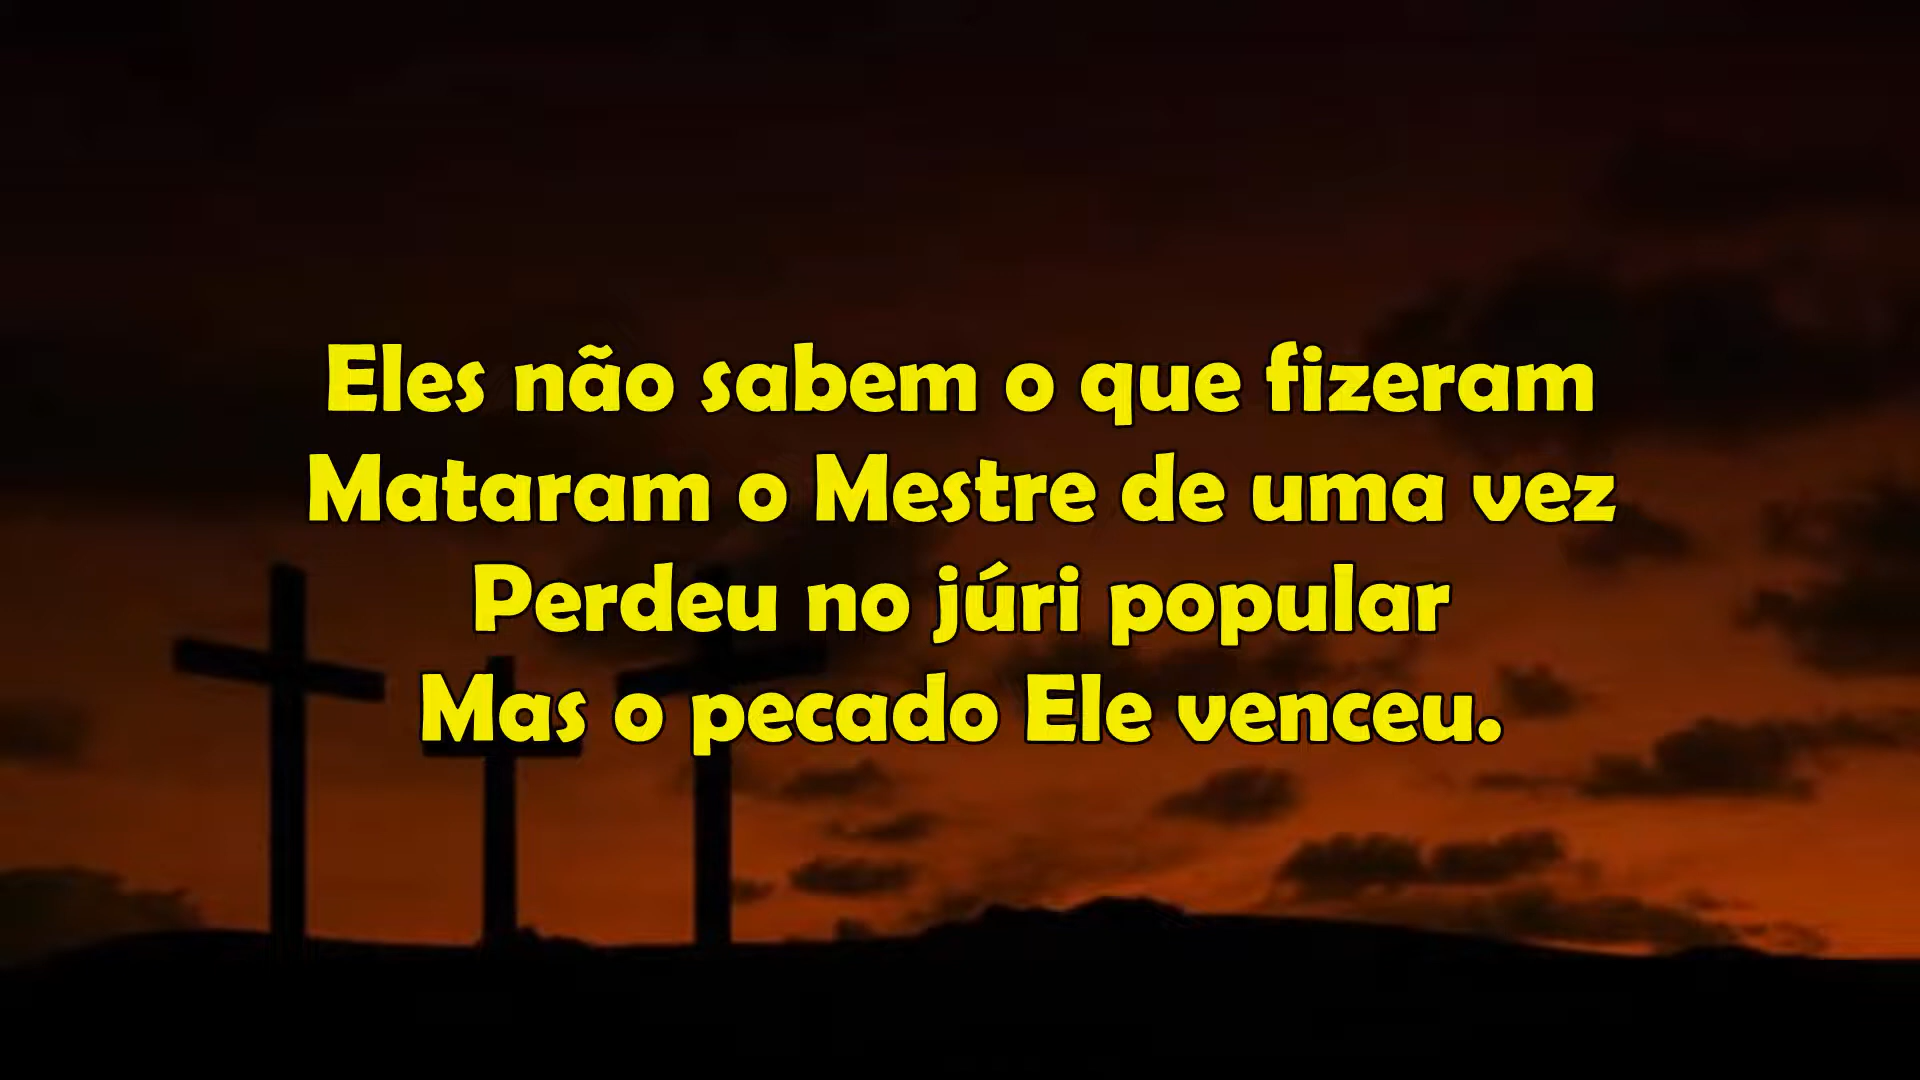 Eles não sabem o que fizeram
Mataram o Mestre de uma vez
Perdeu no júri popular
Mas o pecado Ele venceu.